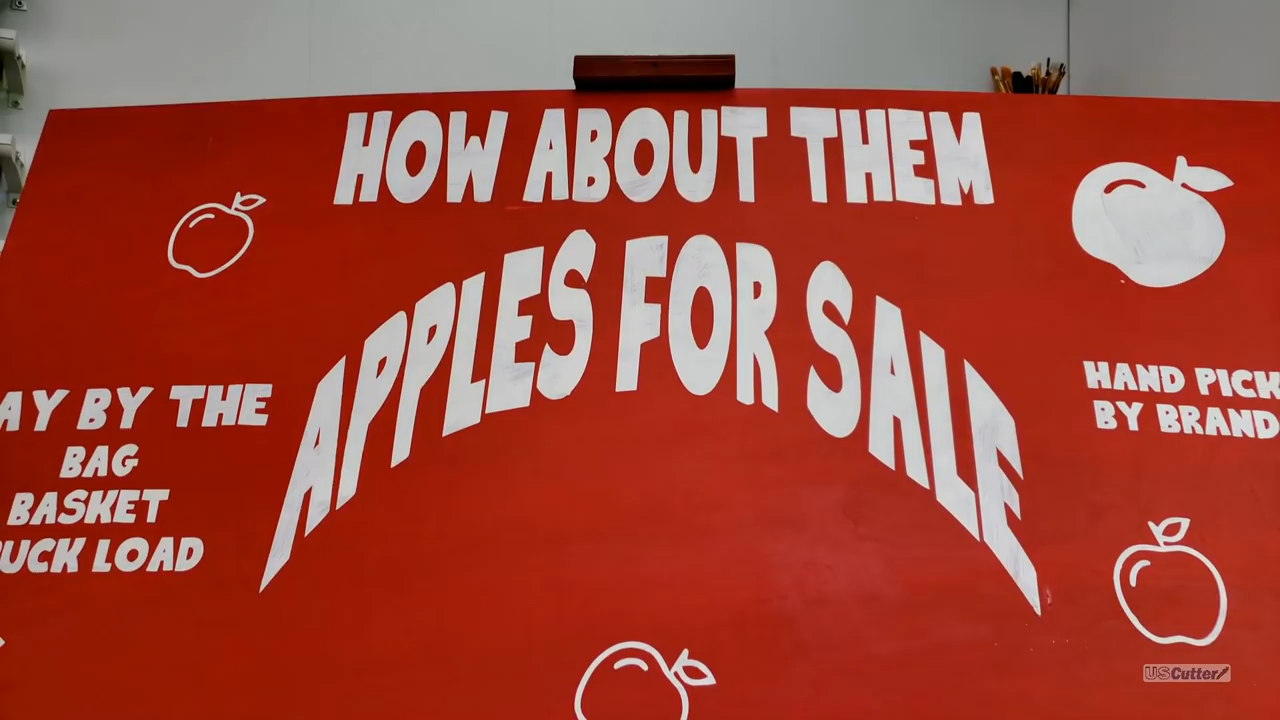 HOW ABOUT THEM
APPLES FOR SALE
AY BY THE
BAG
BASKET
UCK LOAD
HAND PICK
BY BRAND
USCutter